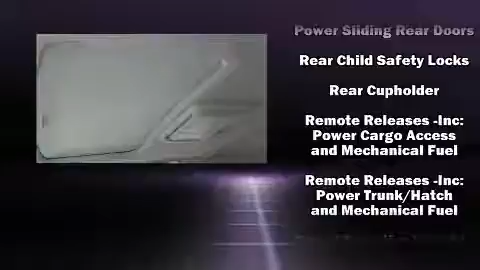 Power Sliding Rear Doors
Rear Child Safety Locks
Rear Cupholder
Remote Releases -Inc:
Power Cargo Access
and Mechanical Fuel
Remote Releases -Inc:
Power Trunk/Hatch
and Mechanical Fuel